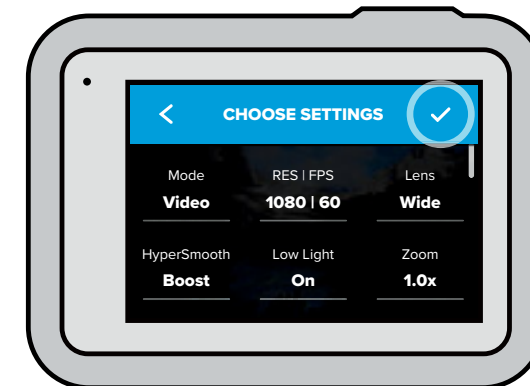 CHOOSE SETTINGS
Mode RES | FPS Lens
Video 1080 | 60 Wide
HyperSmooth Low Light Zoom
Boost On 1.0x